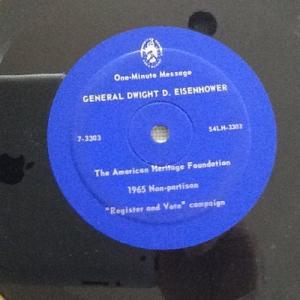 One-Minute Message
GENERAL DWIGHT D. EISENHOWER
7-3303 S4LH-3303
The American Heritage Foundation
1965 Non-partisan
"Register and Vote" campaign